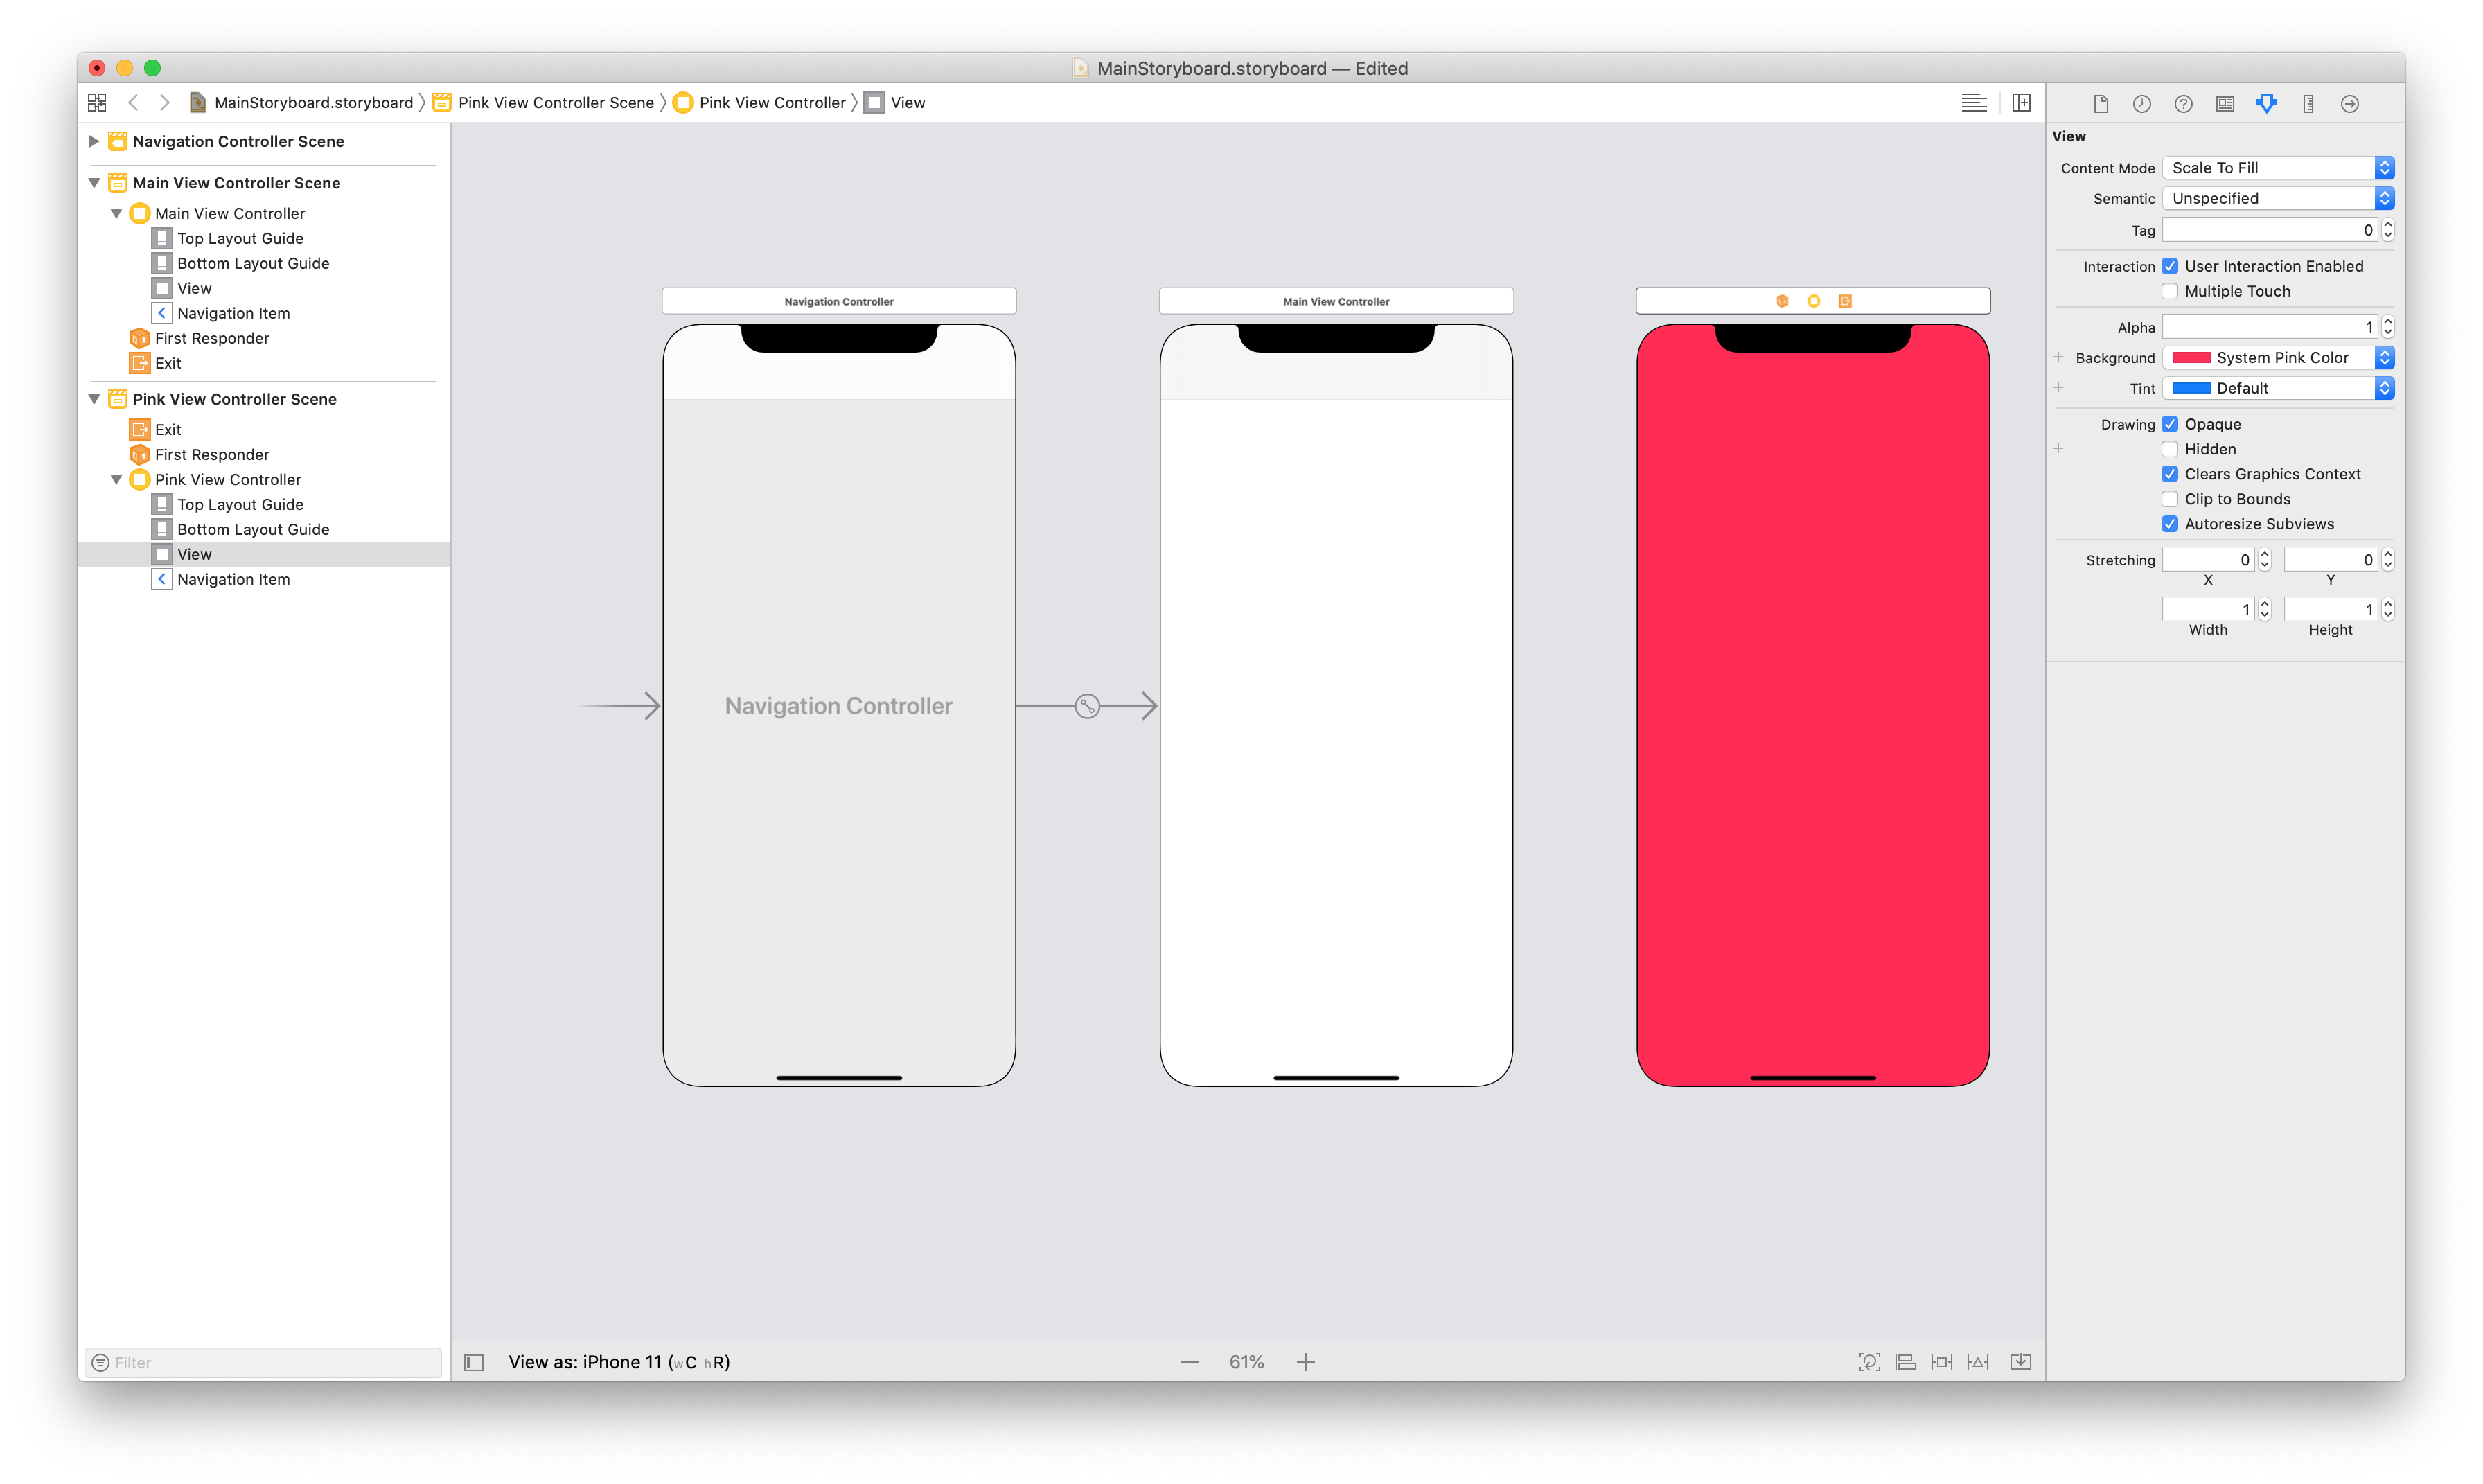 MainStoryboard.storyboard — Edited
MainStoryboard.storyboard Pink View Controller Scene Pink View Controller View
Navigation Controller Scene
Main View Controller Scene
Main View Controller
Top Layout Guide
Bottom Layout Guide
View
Navigation Item
First Responder
Exit
Pink View Controller Scene
Exit
First Responder
Pink View Controller
Top Layout Guide
Bottom Layout Guide
View
Navigation Item
Filter
Navigation Controller
Navigation Controller
Main View Controller
View as: iPhone 11 (wC hR)
61%
View
Content Mode Scale To Fill
Semantic Unspecified
Tag 0
Interaction User Interaction Enabled
Multiple Touch
Alpha 1
Background System Pink Color
Tint Default
Drawing Opaque
Hidden
Clears Graphics Context
Clip to Bounds
Autoresize Subviews
Stretching 0 0
X Y
1 1
Width Height